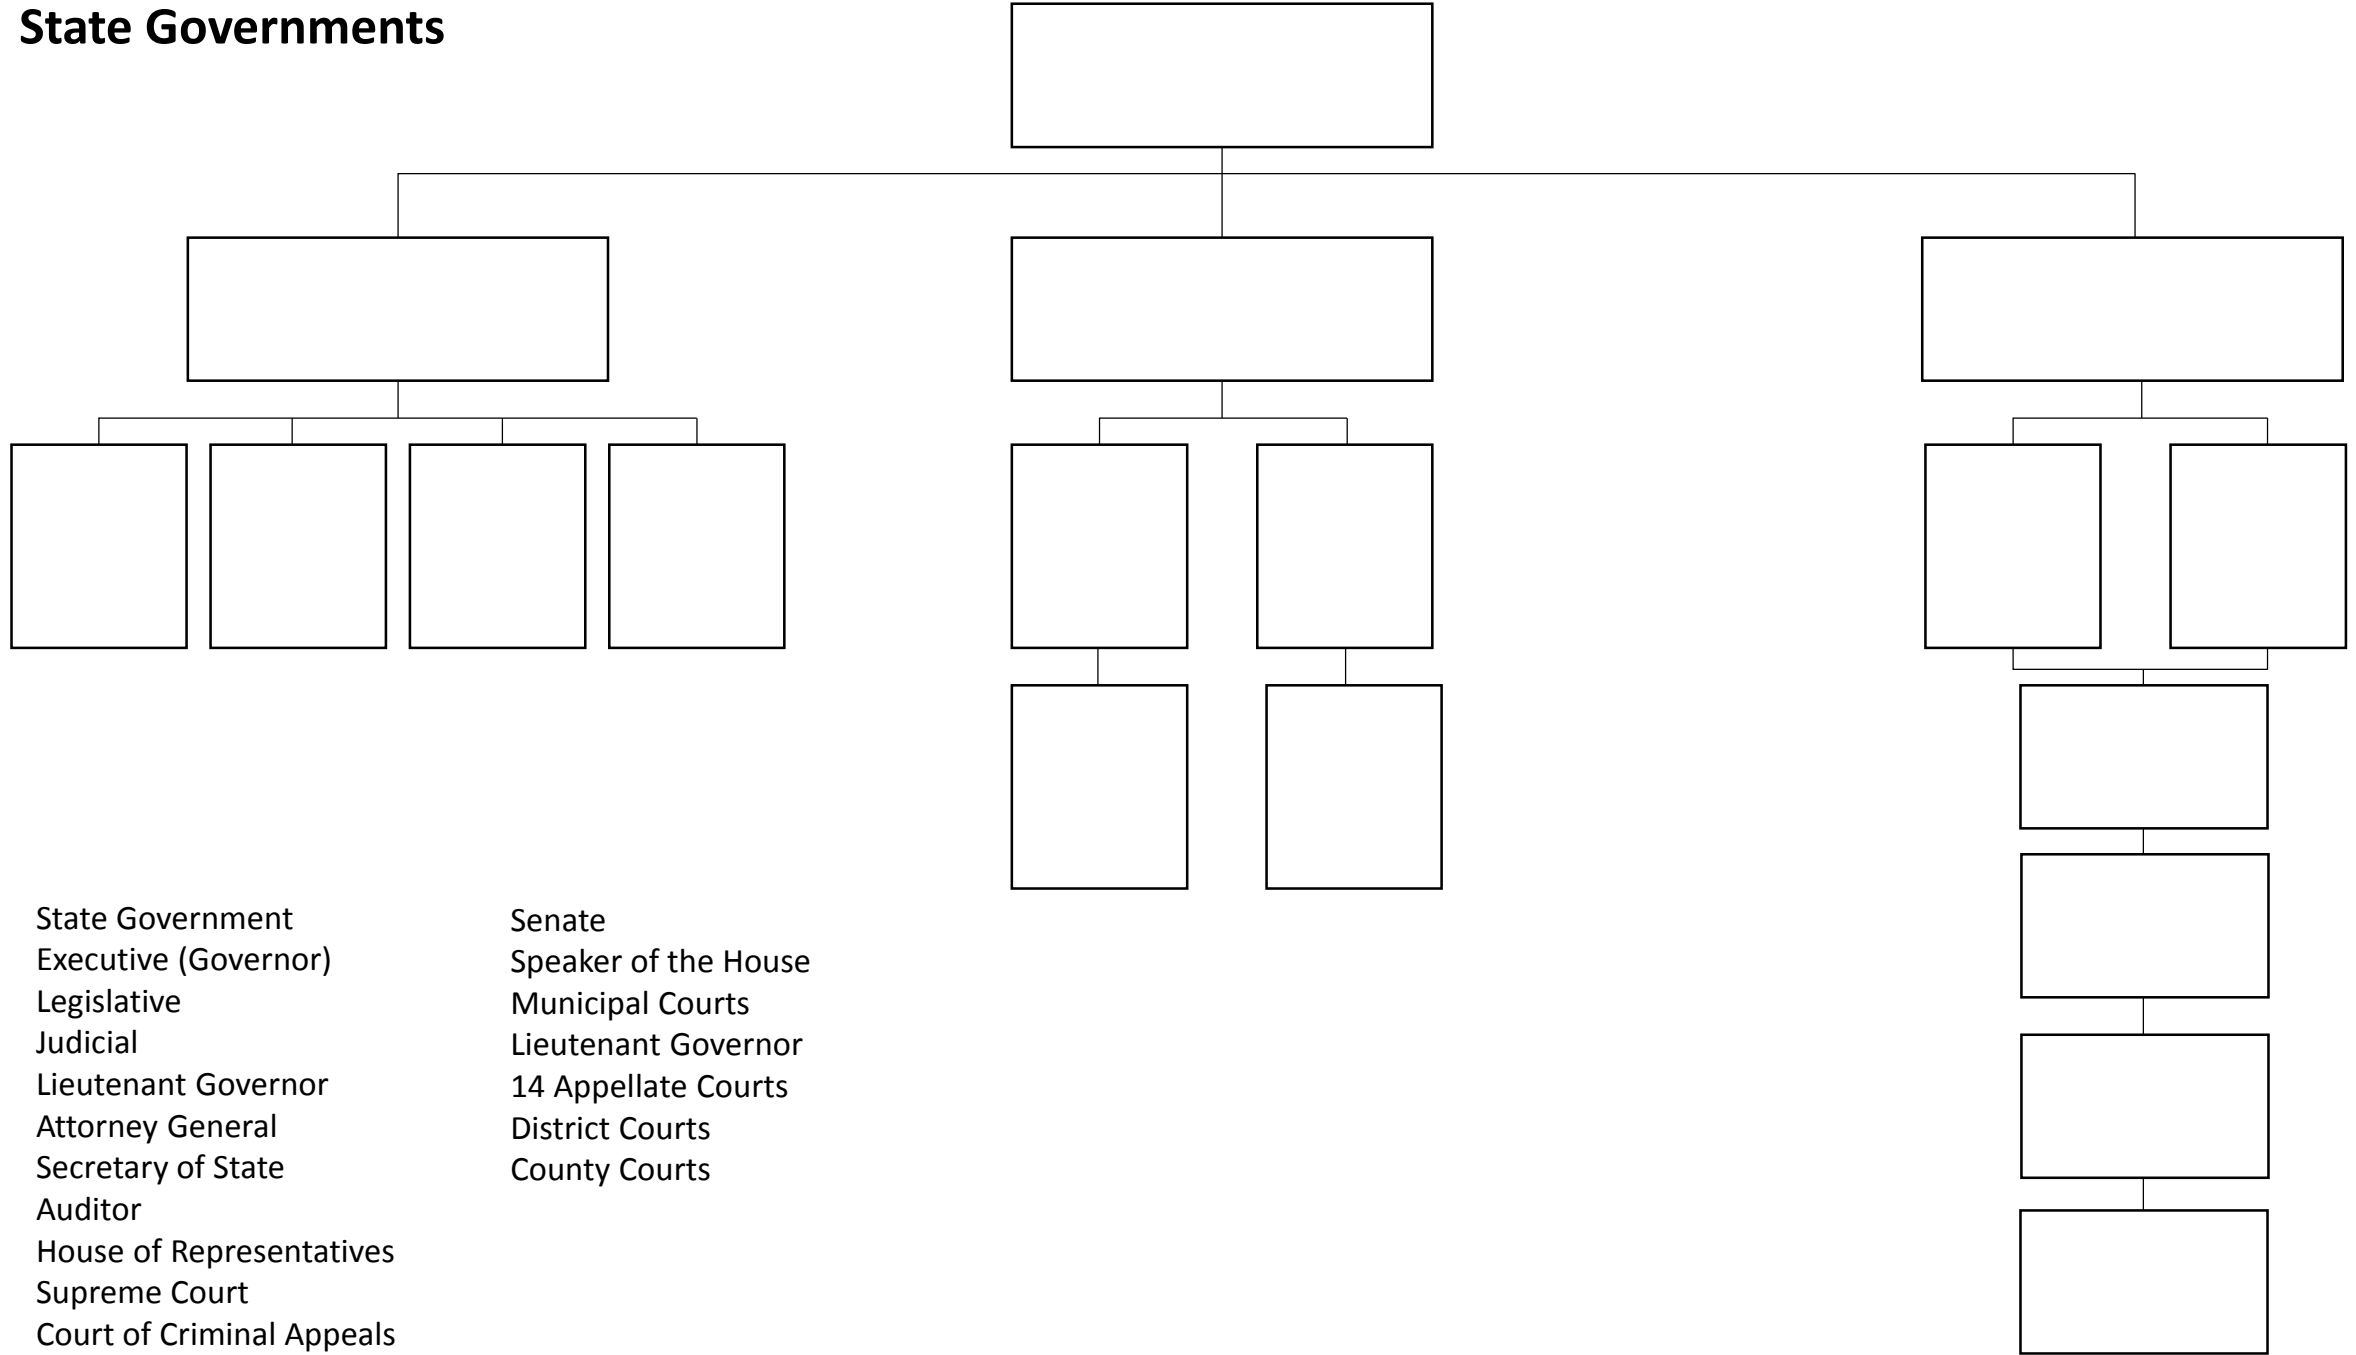 State Governments
State Government
Executive (Governor)
Legislative
Judicial
Lieutenant Governor
Attorney General
Secretary of State
Auditor
House of Representatives
Supreme Court
Court of Criminal Appeals
Senate
Speaker of the House
Municipal Courts
Lieutenant Governor
14 Appellate Courts
District Courts
County Courts